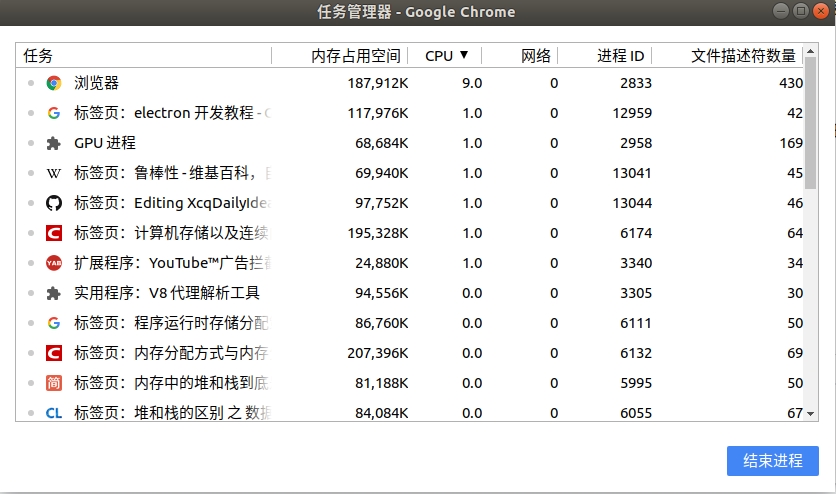 任务管理器 - Google Chrome
任务 内存占用空间 CPU ▼ 网络 进程 ID 文件描述符数量
浏览器 187,912K 9.0 0 2833 430
标签页：electron 开发教程 - 117,976K 1.0 0 12959 42
GPU 进程 68,684K 1.0 0 2958 169
W 标签页：鲁棒性 - 维基百科， 69,940K 1.0 0 13041 45
标签页：Editing XcqDailyIdea 97,752K 1.0 0 13044 46
C 标签页：计算机存储以及连续 195,328K 1.0 0 6174 64
YAB 扩展程序：YouTube™广告拦截 24,880K 1.0 0 3340 34
实用程序：V8 代理解析工具 94,556K 0.0 0 3305 30
标签页：程序运行时存储分配 86,760K 0.0 0 6111 50
C 标签页：内存分配方式与内存 207,396K 0.0 0 6132 69
简 标签页：内存中的堆和栈到底 81,188K 0.0 0 5995 50
CL 标签页：堆和栈的区别 之 数据 84,084K 0.0 0 6055 67
结束进程